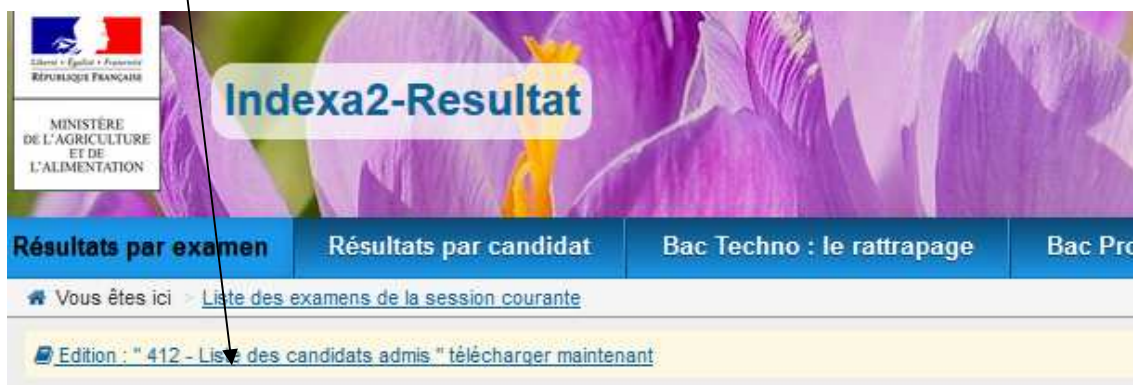 Liberté • Égalité • Fraternité
RÉPUBLIQUE FRANÇAISE
MINISTÈRE
DE L'AGRICULTURE
ET DE
L'ALIMENTATION
Indexa2-Resultat
Résultats par examen Résultats par candidat Bac Techno : le rattrapage Bac Pro
Vous êtes ici > Liste des examens de la session courante
Edition : " 412 - Liste des candidats admis " télécharger maintenant